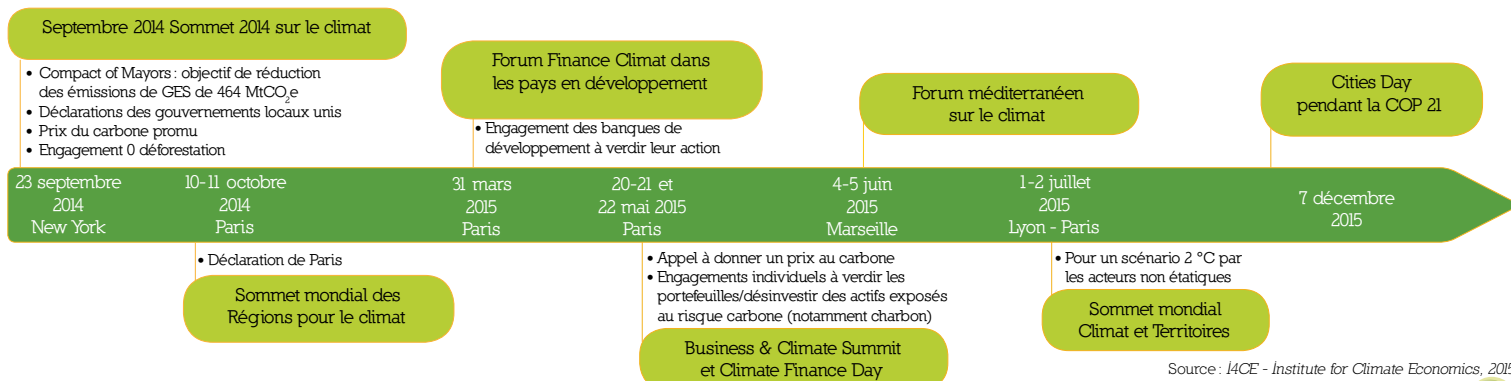 Septembre 2014 Sommet 2014 sur le climat
• Compact of Mayors : objectif de réduction
des émissions de GES de 464 MtCO2e
• Déclarations des gouvernements locaux unis
• Prix du carbone promu
• Engagement 0 déforestation
Forum Finance Climat dans
les pays en développement
• Engagement des banques de
développement à verdir leur action
Forum méditerranéen
sur le climat
Cities Day
pendant la COP 21
23 septembre
2014
New York
10-11 octobre
2014
Paris
31 mars
2015
Paris
20-21 et
22 mai 2015
Paris
4-5 juin
2015
Marseille
1-2 juillet
2015
Lyon - Paris
7 décembre
2015
• Déclaration de Paris
Sommet mondial des
Régions pour le climat
• Appel à donner un prix au carbone
• Engagements individuels à verdir les
portefeuilles/désinvestir des actifs exposés
au risque carbone (notamment charbon)
Business & Climate Summit
et Climate Finance Day
• Pour un scénario 2 °C par
les acteurs non étatiques
Sommet mondial
Climat et Territoires
Source : I4CE - Institute for Climate Economics, 2015